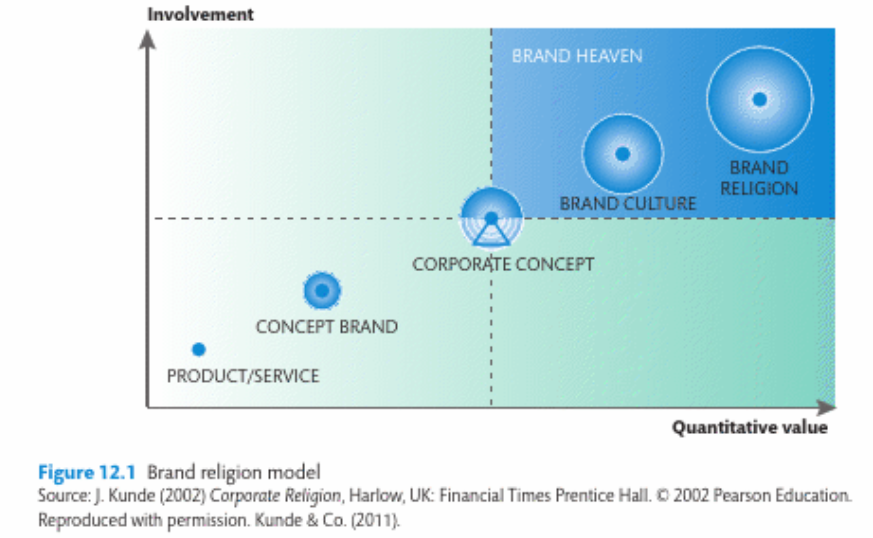 Involvement
BRAND HEAVEN
BRAND
RELIGION
BRAND CULTURE
CORPORATE CONCEPT
CONCEPT BRAND
PRODUCT/SERVICE
Quantitative value
Figure 12.1 Brand religion model
Source: J. Kunde (2002) Corporate Religion, Harlow, UK: Financial Times Prentice Hall. © 2002 Pearson Education.
Reproduced with permission. Kunde & Co. (2011).